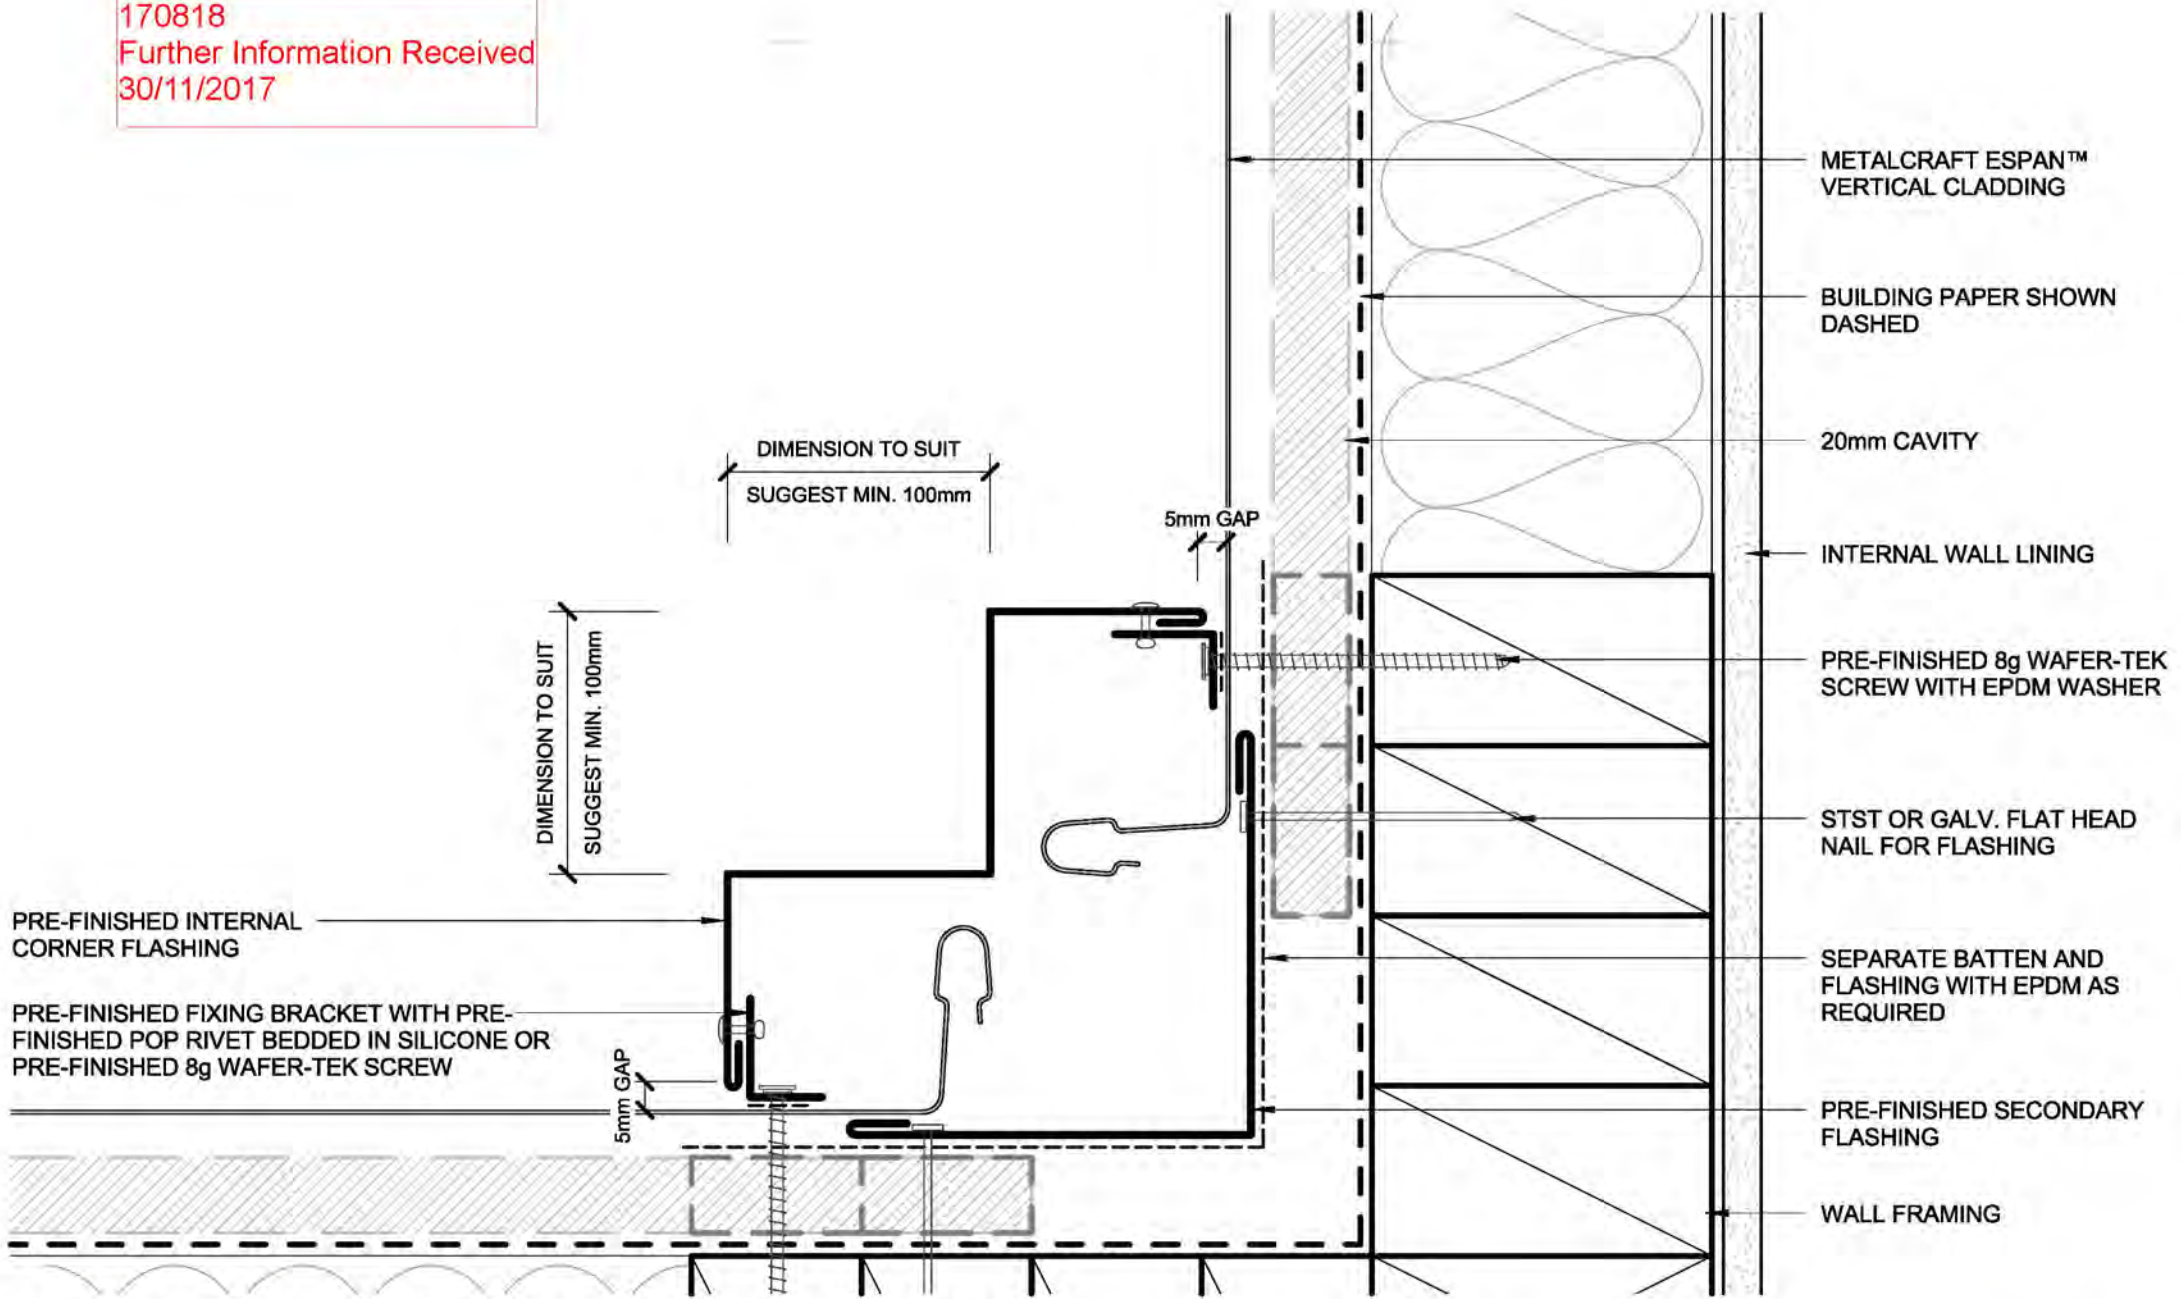 170818
Further Information Received
30/11/2017
METALCRAFT ESPAN™
VERTICAL CLADDING
BUILDING PAPER SHOWN
DASHED
20mm CAVITY
INTERNAL WALL LINING
PRE-FINISHED 8g WAFER-TEK
SCREW WITH EPDM WASHER
STST OR GALV. FLAT HEAD
NAIL FOR FLASHING
SEPARATE BATTEN AND
FLASHING WITH EPDM AS
REQUIRED
PRE-FINISHED SECONDARY
FLASHING
WALL FRAMING
DIMENSION TO SUIT
SUGGEST MIN. 100mm
5mm GAP
DIMENSION TO SUIT
SUGGEST MIN. 100mm
PRE-FINISHED INTERNAL
CORNER FLASHING
PRE-FINISHED FIXING BRACKET WITH PRE-
FINISHED POP RIVET BEDDED IN SILICONE OR
PRE-FINISHED 8g WAFER-TEK SCREW
5mm GAP